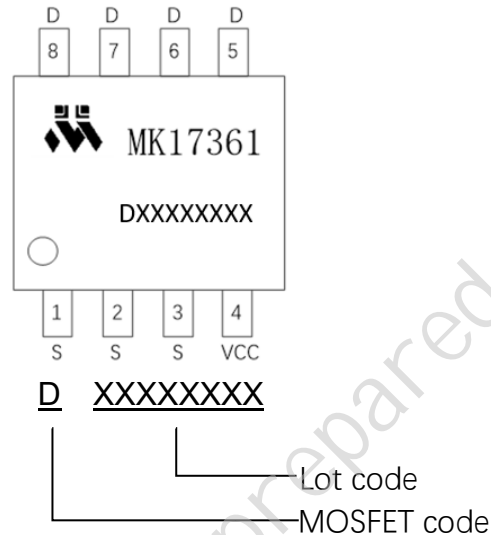 D D D D
8 7 6 5
MK17361
DXXXXXXXX
1 2 3 4
S S S VCC
D XXXXXXXX
Lot code
MOSFET code